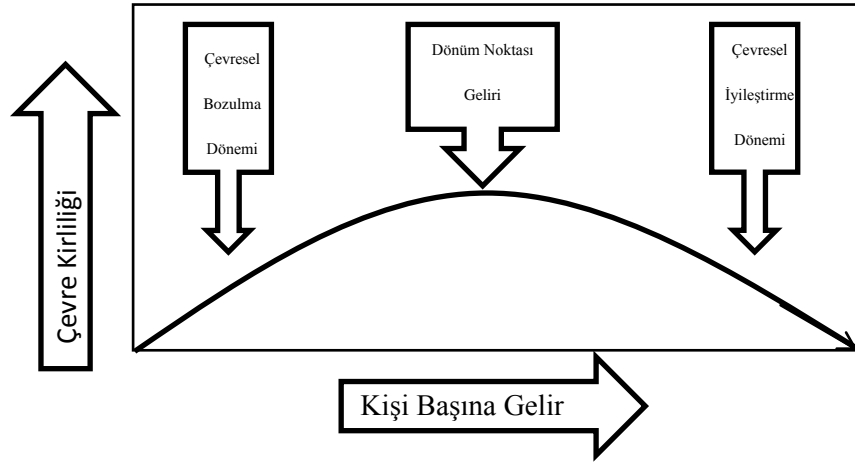 Çevresel
Bozulma
Dönemi
Dönüm Noktası
Geliri
Çevresel
İyileştirme
Dönemi
Çevre Kirliliği
Kişi Başına Gelir